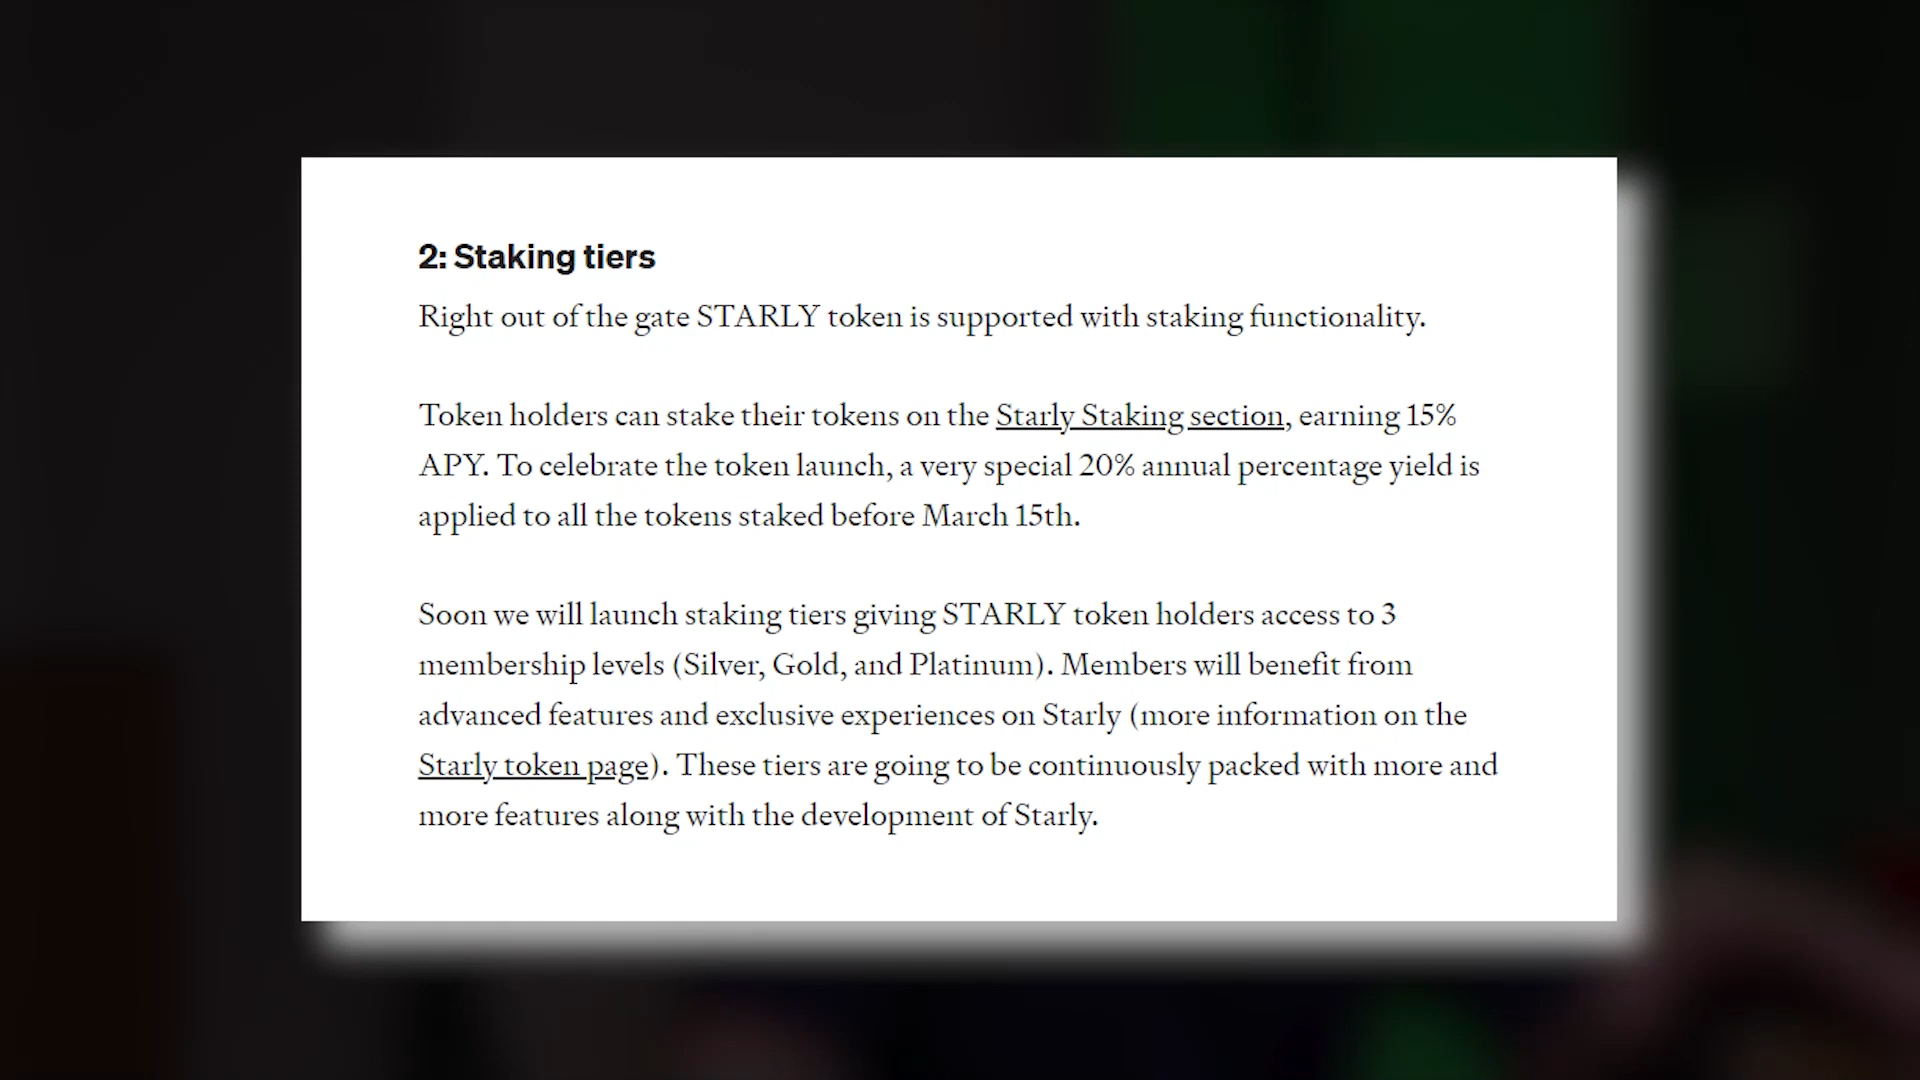 2: Staking tiers
Right out of the gate STARLY token is supported with staking functionality.
Token holders can stake their tokens on the Starly Staking section, earning 15%
APY. To celebrate the token launch, a very special 20% annual percentage yield is
applied to all the tokens staked before March 15th.
Soon we will launch staking tiers giving STARLY token holders access to 3
membership levels (Silver, Gold, and Platinum). Members will benefit from
advanced features and exclusive experiences on Starly (more information on the
Starly token page). These tiers are going to be continuously packed with more and
more features along with the development of Starly.